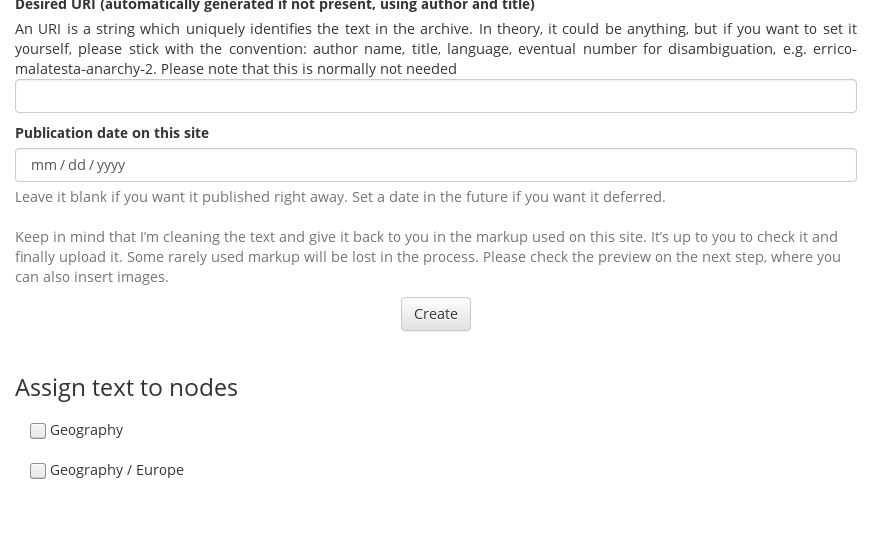 Desired URI (automatically generated if not present, using author and title)
An URI is a string which uniquely identifies the text in the archive. In theory, it could be anything, but if you want to set it
yourself, please stick with the convention: author name, title, language, eventual number for disambiguation, e.g. errico-
malatesta-anarchy-2. Please note that this is normally not needed
Publication date on this site
mm / dd / yyyy
Leave it blank if you want it published right away. Set a date in the future if you want it deferred.
Keep in mind that I’m cleaning the text and give it back to you in the markup used on this site. It’s up to you to check it and
finally upload it. Some rarely used markup will be lost in the process. Please check the preview on the next step, where you
can also insert images.
Create
Assign text to nodes
Geography
Geography / Europe